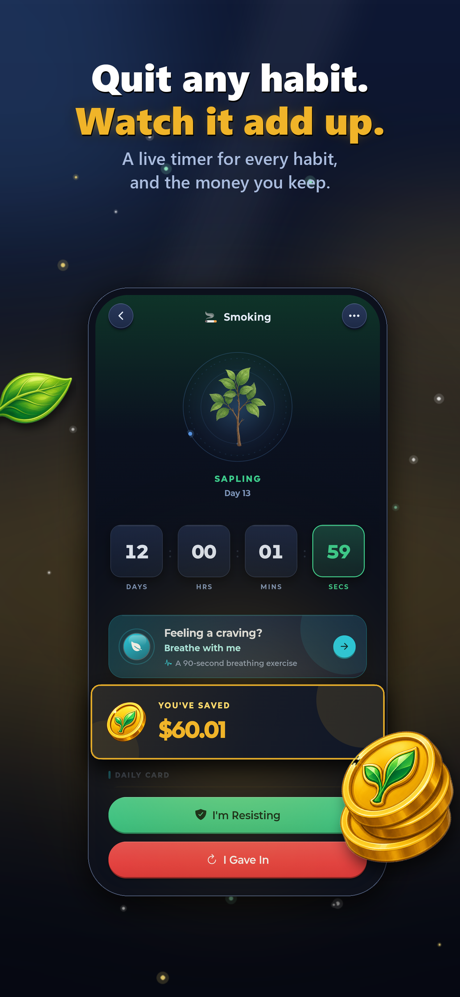 Quit any habit.
Watch it add up.
A live timer for every habit,
and the money you keep.
Smoking
SAPLING
Day 13
12 : 00 : 01 : 59
DAYS HRS MINS SECS
Feeling a craving?
Breathe with me
A 90-second breathing exercise
YOU'VE SAVED
$60.01
DAILY CARD
I'm Resisting
I Gave In